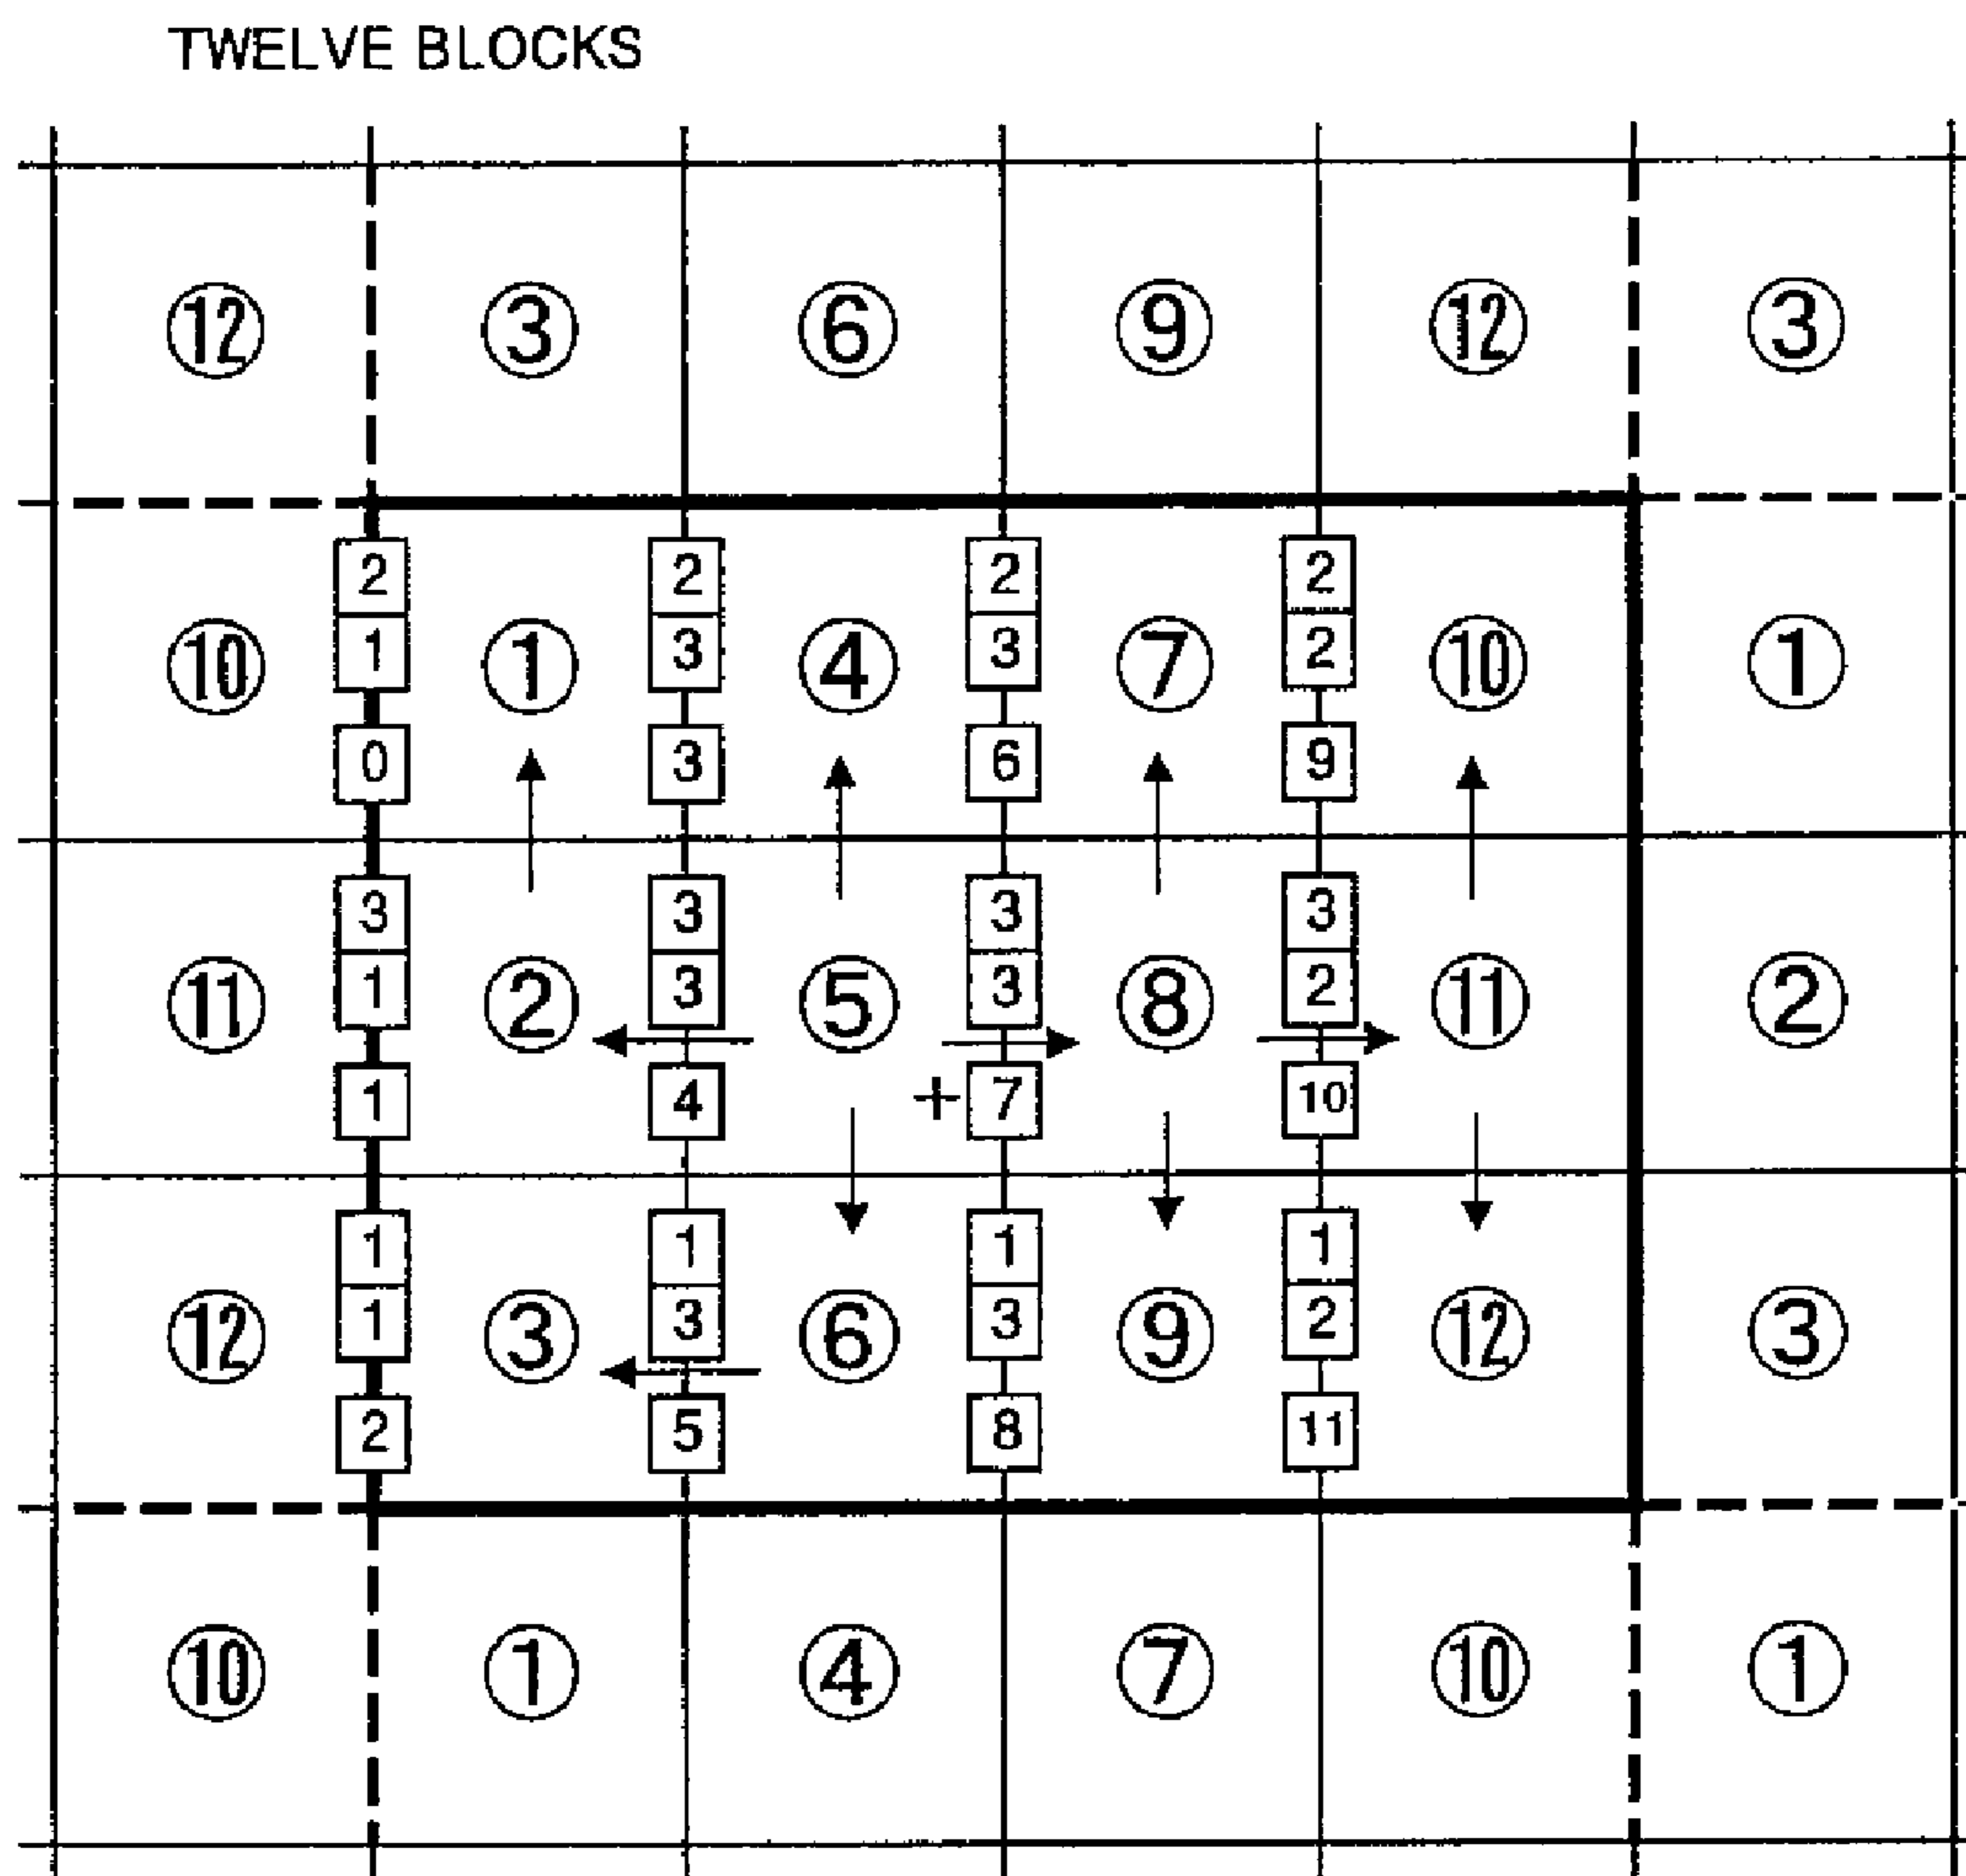 TWELVE BLOCKS
⑫ ③ ⑥ ⑨ ⑫ ③
2 2 2 2
⑩ 1 ① 3 ④ 3 ⑦ 2 ⑩ ①
0 3 6 9
3 3 3 3
⑪ 1 ② 3 ⑤ 3 ⑧ 2 ⑪ ②
1 4 + 7 10
1 1 1 1
⑫ 1 ③ 3 ⑥ 3 ⑨ 2 ⑫ ③
2 5 8 11
⑩ ① ④ ⑦ ⑩ ①